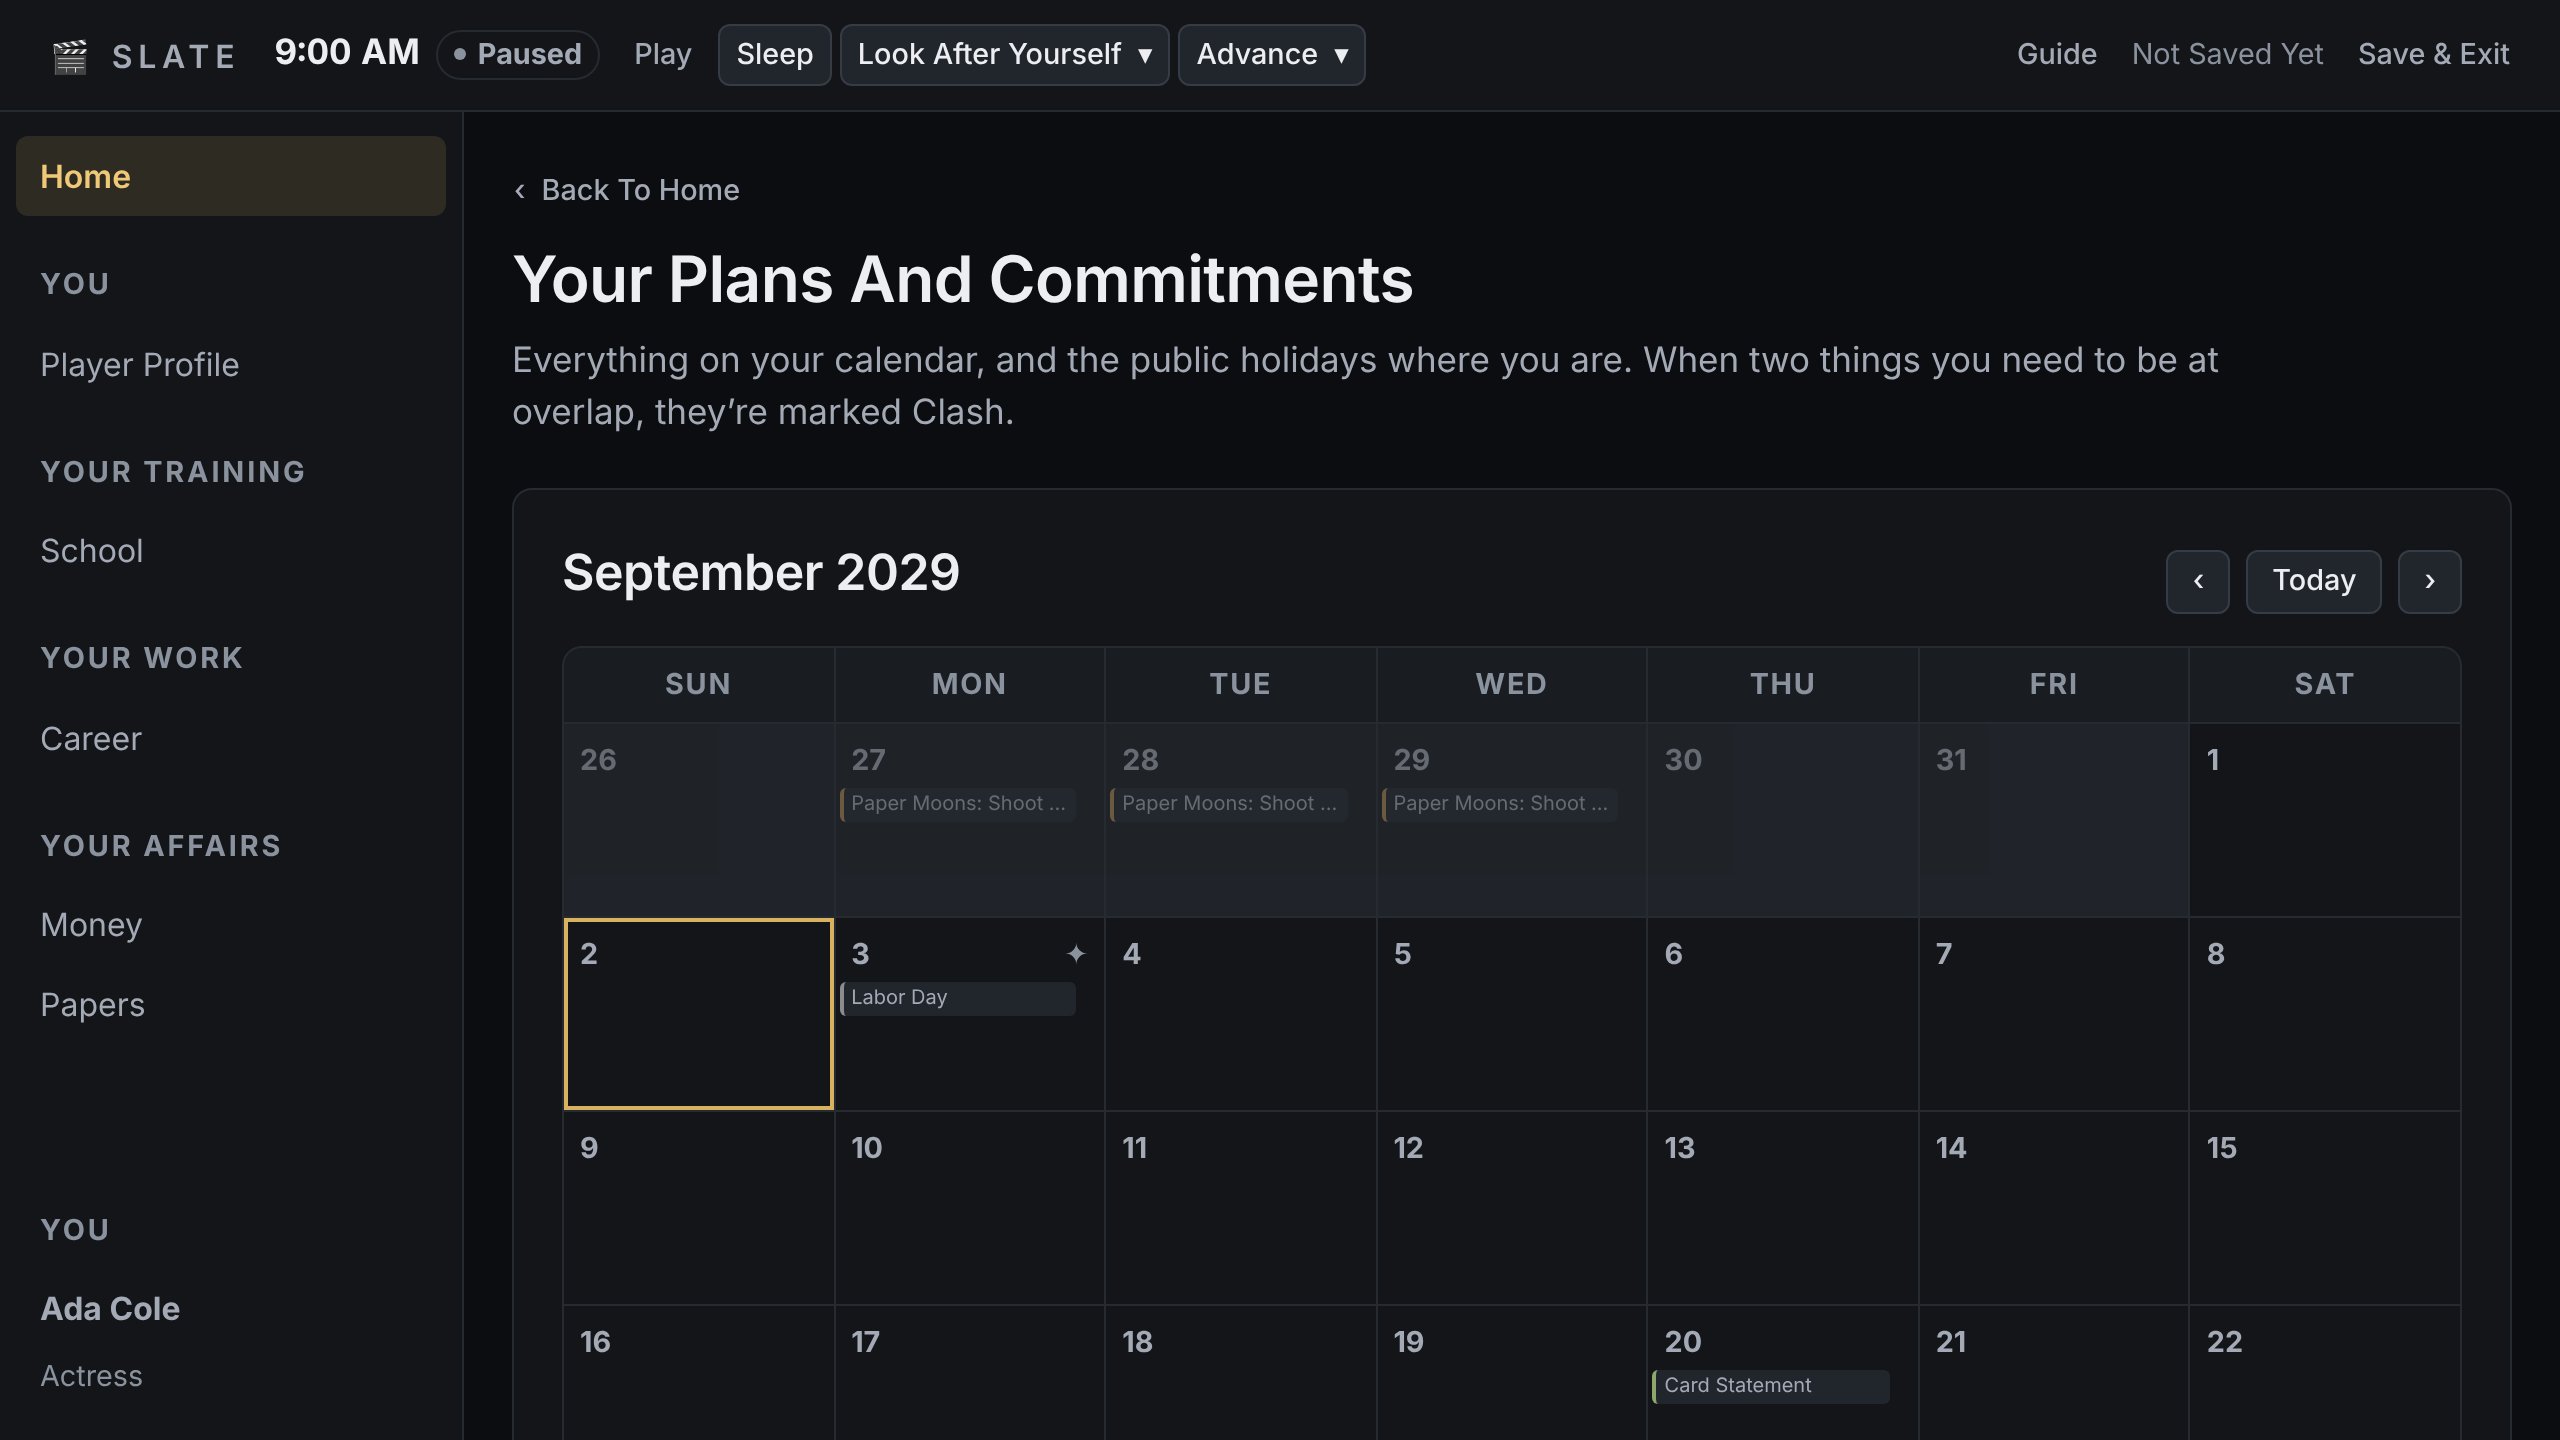 SLATE 9:00 AM Paused Play Sleep Look After Yourself ▾ Advance ▾ Guide Not Saved Yet Save & Exit
Home
YOU
Player Profile
YOUR TRAINING
School
YOUR WORK
Career
YOUR AFFAIRS
Money
Papers
YOU
Ada Cole
Actress
‹ Back To Home
Your Plans And Commitments
Everything on your calendar, and the public holidays where you are. When two things you need to be at
overlap, they’re marked Clash.
September 2029
‹ Today ›
SUN MON TUE WED THU FRI SAT
26 27 28 29 30 31 1
Paper Moons: Shoot ... Paper Moons: Shoot ... Paper Moons: Shoot ...
2 3 ✦ 4 5 6 7 8
Labor Day
9 10 11 12 13 14 15
16 17 18 19 20 21 22
Card Statement